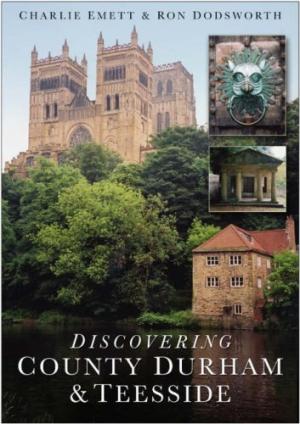 CHARLIE EMETT & RON DODSWORTH
DISCOVERING
COUNTY DURHAM
& TEESSIDE